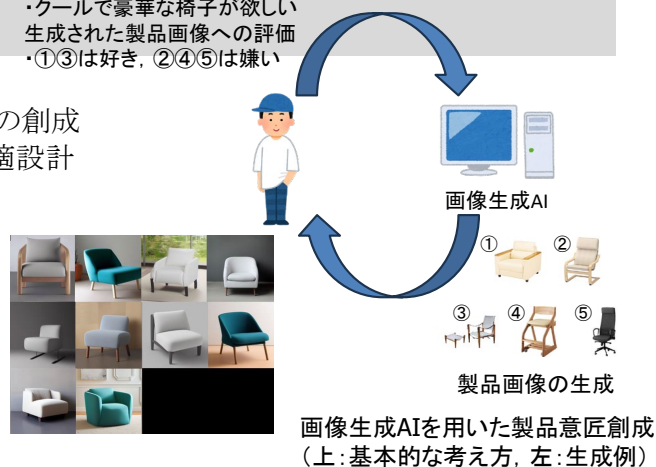 ・クールで豪華な椅子が欲しい
生成された製品画像への評価
・①③は好き，②④⑤は嫌い
の創成
適設計
画像生成AI
①
②
③
④
⑤
製品画像の生成
画像生成AIを用いた製品意匠創成
（上：基本的な考え方，左：生成例）